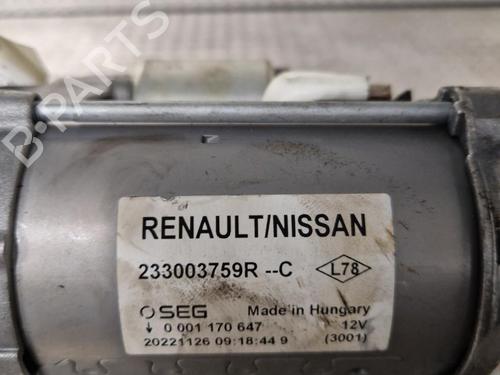 B-PARTS
RENAULT/NISSAN
233003759R --C L78
SEG Made in Hungary
0 001 170 647 12V
20221126 09:18:44 9 (3001)